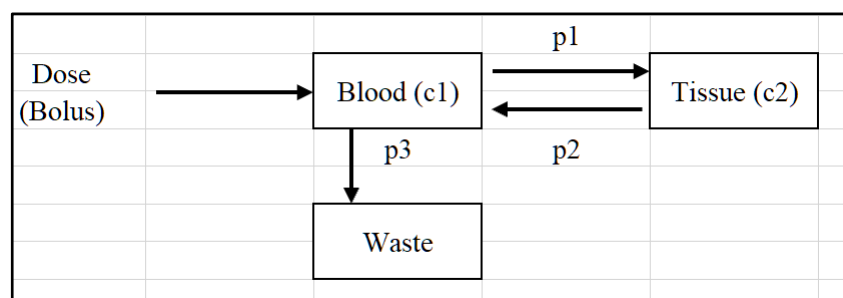 p1
Dose
(Bolus)
Blood (c1)
Tissue (c2)
p3
p2
Waste